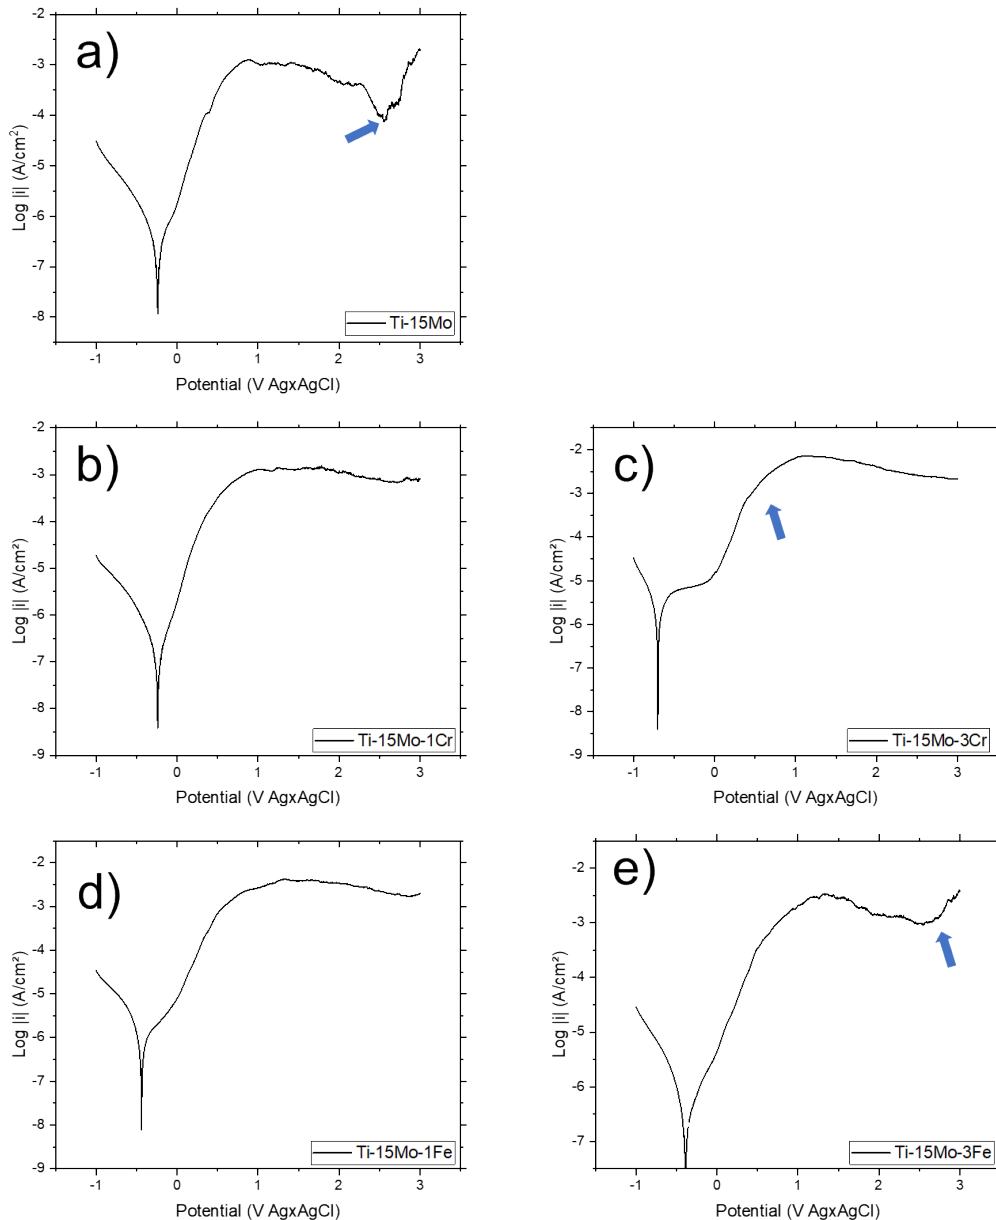 a)
-2
-3
-4
-5
-6
-7
-8
Log |i| (A/cm²)
-1 0 1 2 3
Potential (V AgxAgCl)
Ti-15Mo
b)
-2
-3
-4
-5
-6
-7
-8
-9
Log |i| (A/cm²)
-1 0 1 2 3
Potential (V AgxAgCl)
Ti-15Mo-1Cr
c)
-2
-3
-4
-5
-6
-7
-8
-9
Log |i| (A/cm²)
-1 0 1 2 3
Potential (V AgxAgCl)
Ti-15Mo-3Cr
d)
-2
-3
-4
-5
-6
-7
-8
-9
Log |i| (A/cm²)
-1 0 1 2 3
Potential (V AgxAgCl)
Ti-15Mo-1Fe
e)
-2
-3
-4
-5
-6
-7
Log |i| (A/cm²)
-1 0 1 2 3
Potential (V AgxAgCl)
Ti-15Mo-3Fe